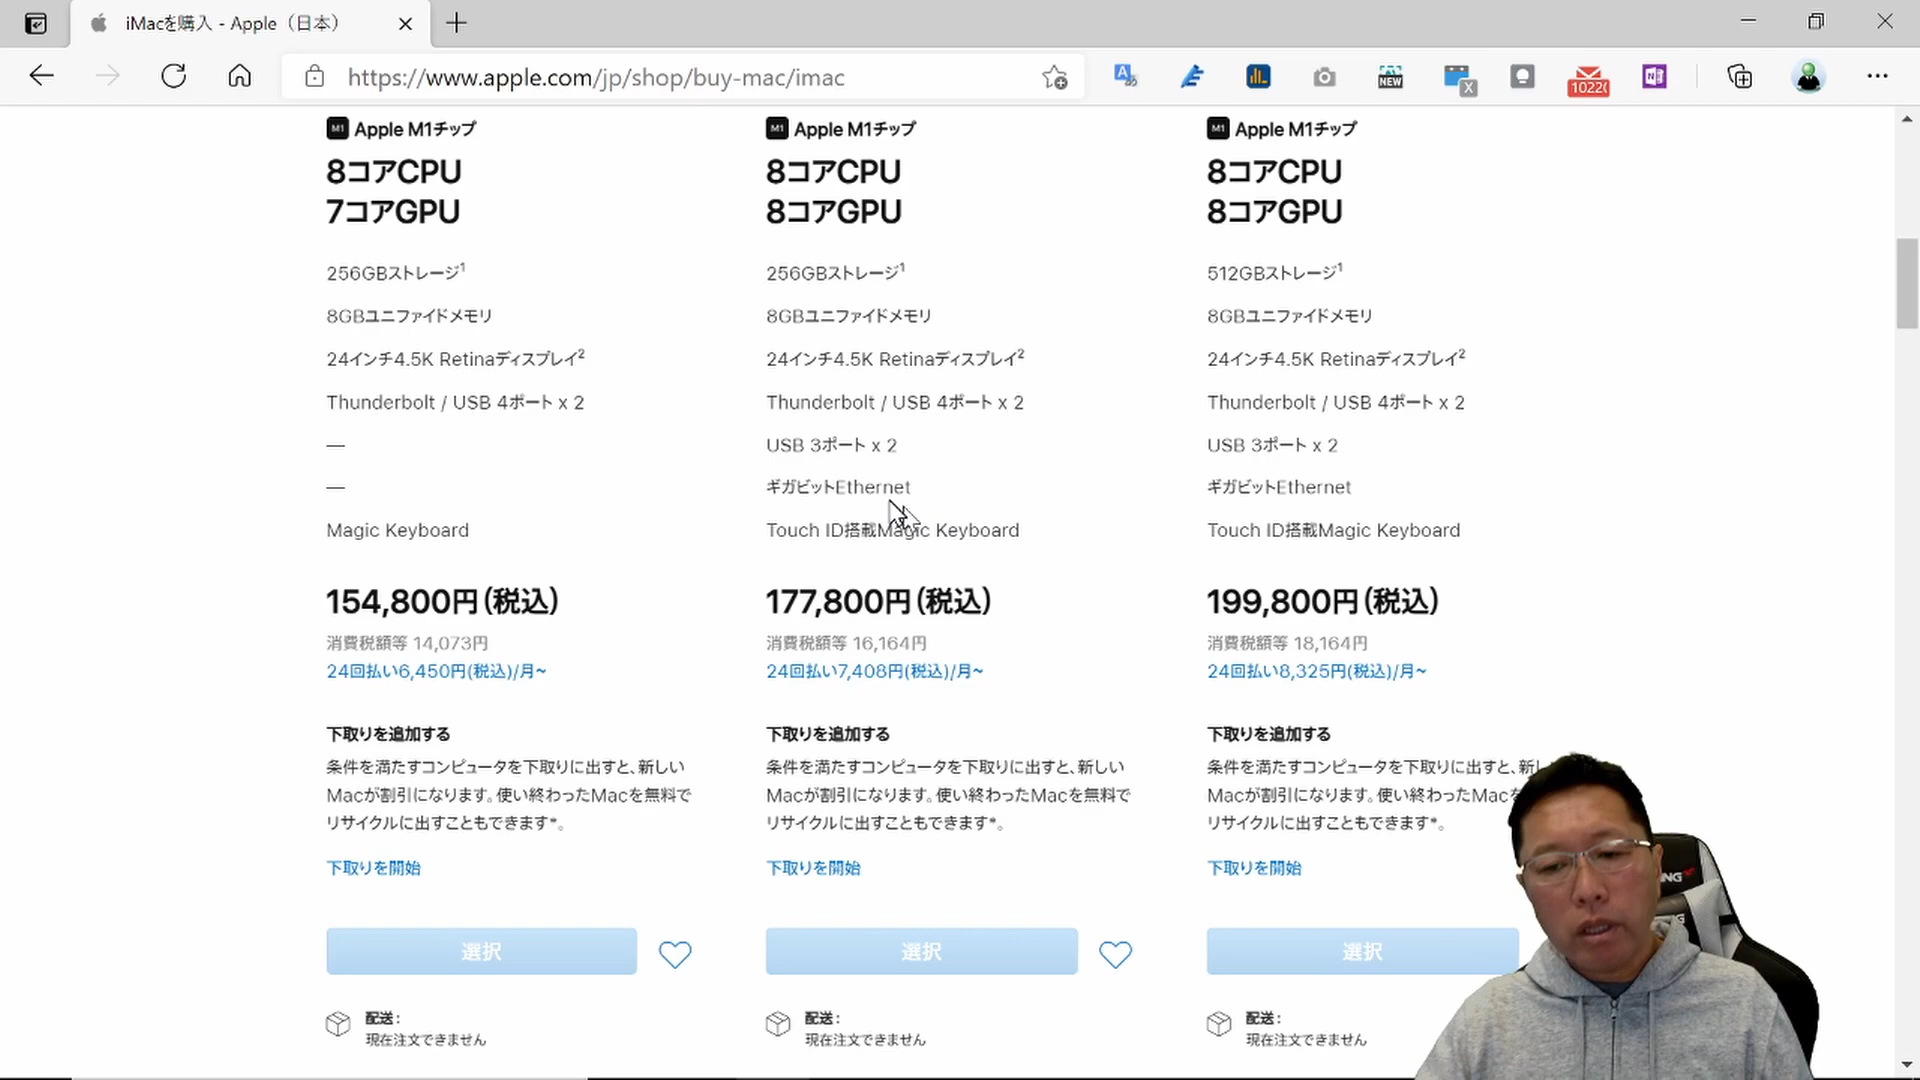 iMacを購入 - Apple（日本）
https://www.apple.com/jp/shop/buy-mac/imac
NEW
X
1022(
M1 Apple M1チップ
8コアCPU
7コアGPU
256GBストレージ1
8GBユニファイドメモリ
24インチ4.5K Retinaディスプレイ2
Thunderbolt / USB 4ポート x 2
—
—
Magic Keyboard
154,800円(税込)
消費税額等 14,073円
24回払い6,450円(税込)/月~
下取りを追加する
条件を満たすコンピュータを下取りに出すと、新しい
Macが割引になります。使い終わったMacを無料で
リサイクルに出すこともできます*。
下取りを開始
選択
配送：
現在注文できません
M1 Apple M1チップ
8コアCPU
8コアGPU
256GBストレージ1
8GBユニファイドメモリ
24インチ4.5K Retinaディスプレイ2
Thunderbolt / USB 4ポート x 2
USB 3ポート x 2
ギガビットEthernet
Touch ID搭載Magic Keyboard
177,800円(税込)
消費税額等 16,164円
24回払い7,408円(税込)/月~
下取りを追加する
条件を満たすコンピュータを下取りに出すと、新しい
Macが割引になります。使い終わったMacを無料で
リサイクルに出すこともできます*。
下取りを開始
選択
配送：
現在注文できません
M1 Apple M1チップ
8コアCPU
8コアGPU
512GBストレージ1
8GBユニファイドメモリ
24インチ4.5K Retinaディスプレイ2
Thunderbolt / USB 4ポート x 2
USB 3ポート x 2
ギガビットEthernet
Touch ID搭載Magic Keyboard
199,800円(税込)
消費税額等 18,164円
24回払い8,325円(税込)/月~
下取りを追加する
条件を満たすコンピュータを下取りに出すと、新し
Macが割引になります。使い終わったMacを
リサイクルに出すこともできます*。
下取りを開始
選択
配送：
現在注文できません